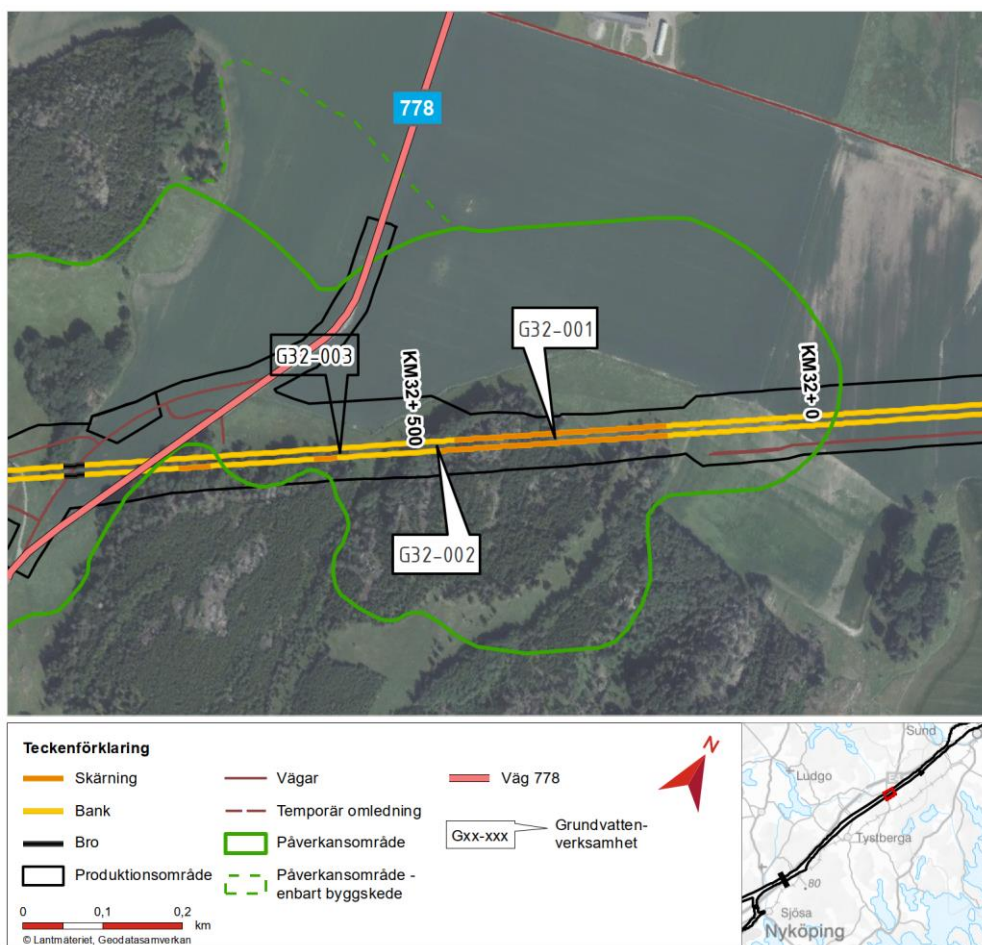 778
G32-001
G32-003
KM32+ 500
KM32+ 0
G32-002
Teckenförklaring
Skärning
Bank
Bro
Produktionsområde
Vägar
Temporär omledning
Påverkansområde
Påverkansområde -
enbart byggskede
Väg 778
Gxx-xxx
Grundvatten-
verksamhet
N
0 0,1 0,2
km
© Lantmäteriet, Geodatasamverkan
Sund
Ludgo
Tystberga
80
Sjösa
Nyköping